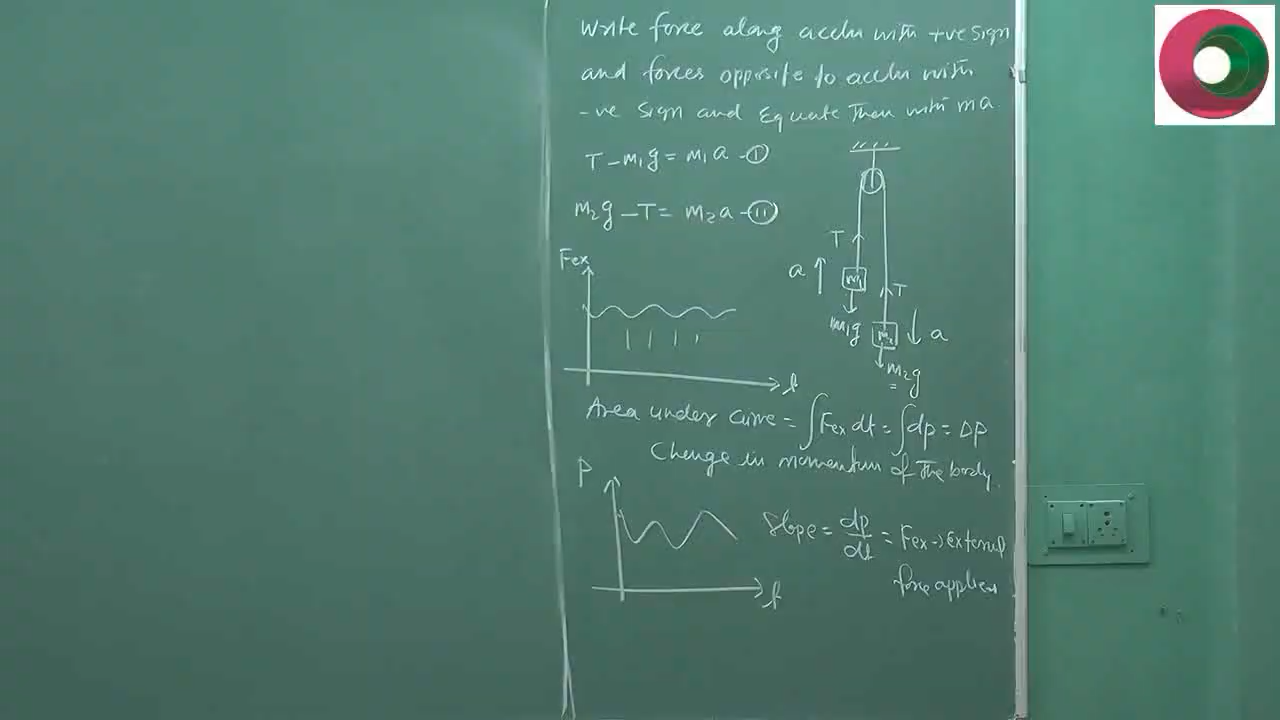 Write force along accln with +ve sign
and forces opposite to accln with
-ve sign and Equate Them with ma.
T - m₁g = m₁a - (I)
m₂g - T = m₂a - (II)
T
a
m₁
T
m₁g
m₂
a
m₂g
Fex
t
Area under curve = ∫Fex dt = ∫dp = Δp
Change in momentum of The body.
P
Slope = dp/dt = Fex → External
force applied
t